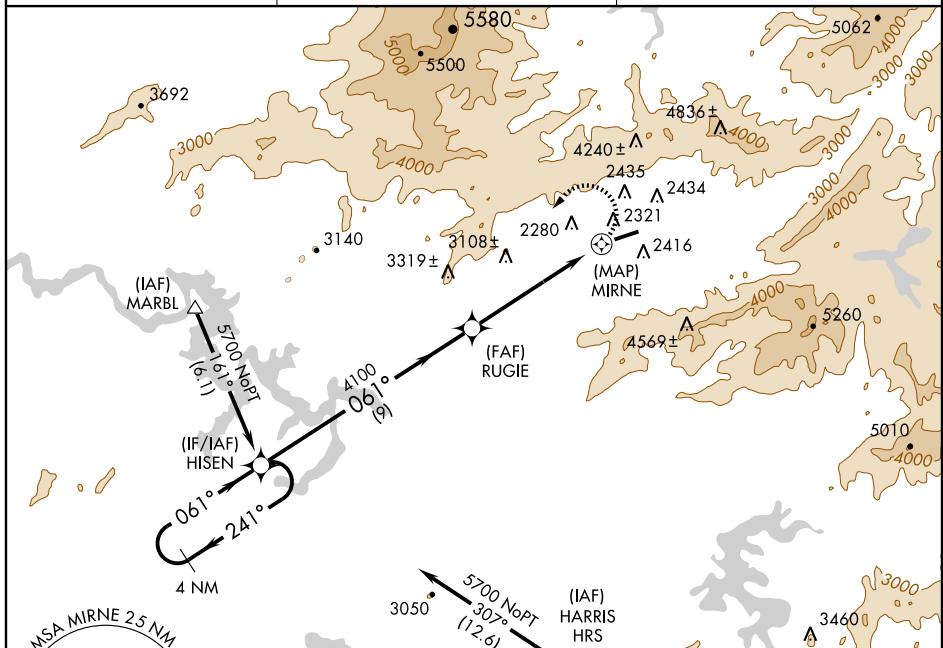 5580
5062
4000
5000
5500
3000
3000
3692
4836±
4000
3000
3000
4240±
4000
2435
3000
2434
4000
2280
2321
3140
3108±
2416
3319±
(MAP)
MIRNE
(IAF)
MARBL
4000
5260
5700 NoPT
161°
(6.1)
4569±
(FAF)
RUGIE
4100
061°
(9)
5010
4000
(IF/IAF)
HISEN
061°
241°
4 NM
5700 NoPT
307°
(12.6)
(IAF)
HARRIS
HRS
3000
3050
3460
MSA MIRNE 25 NM